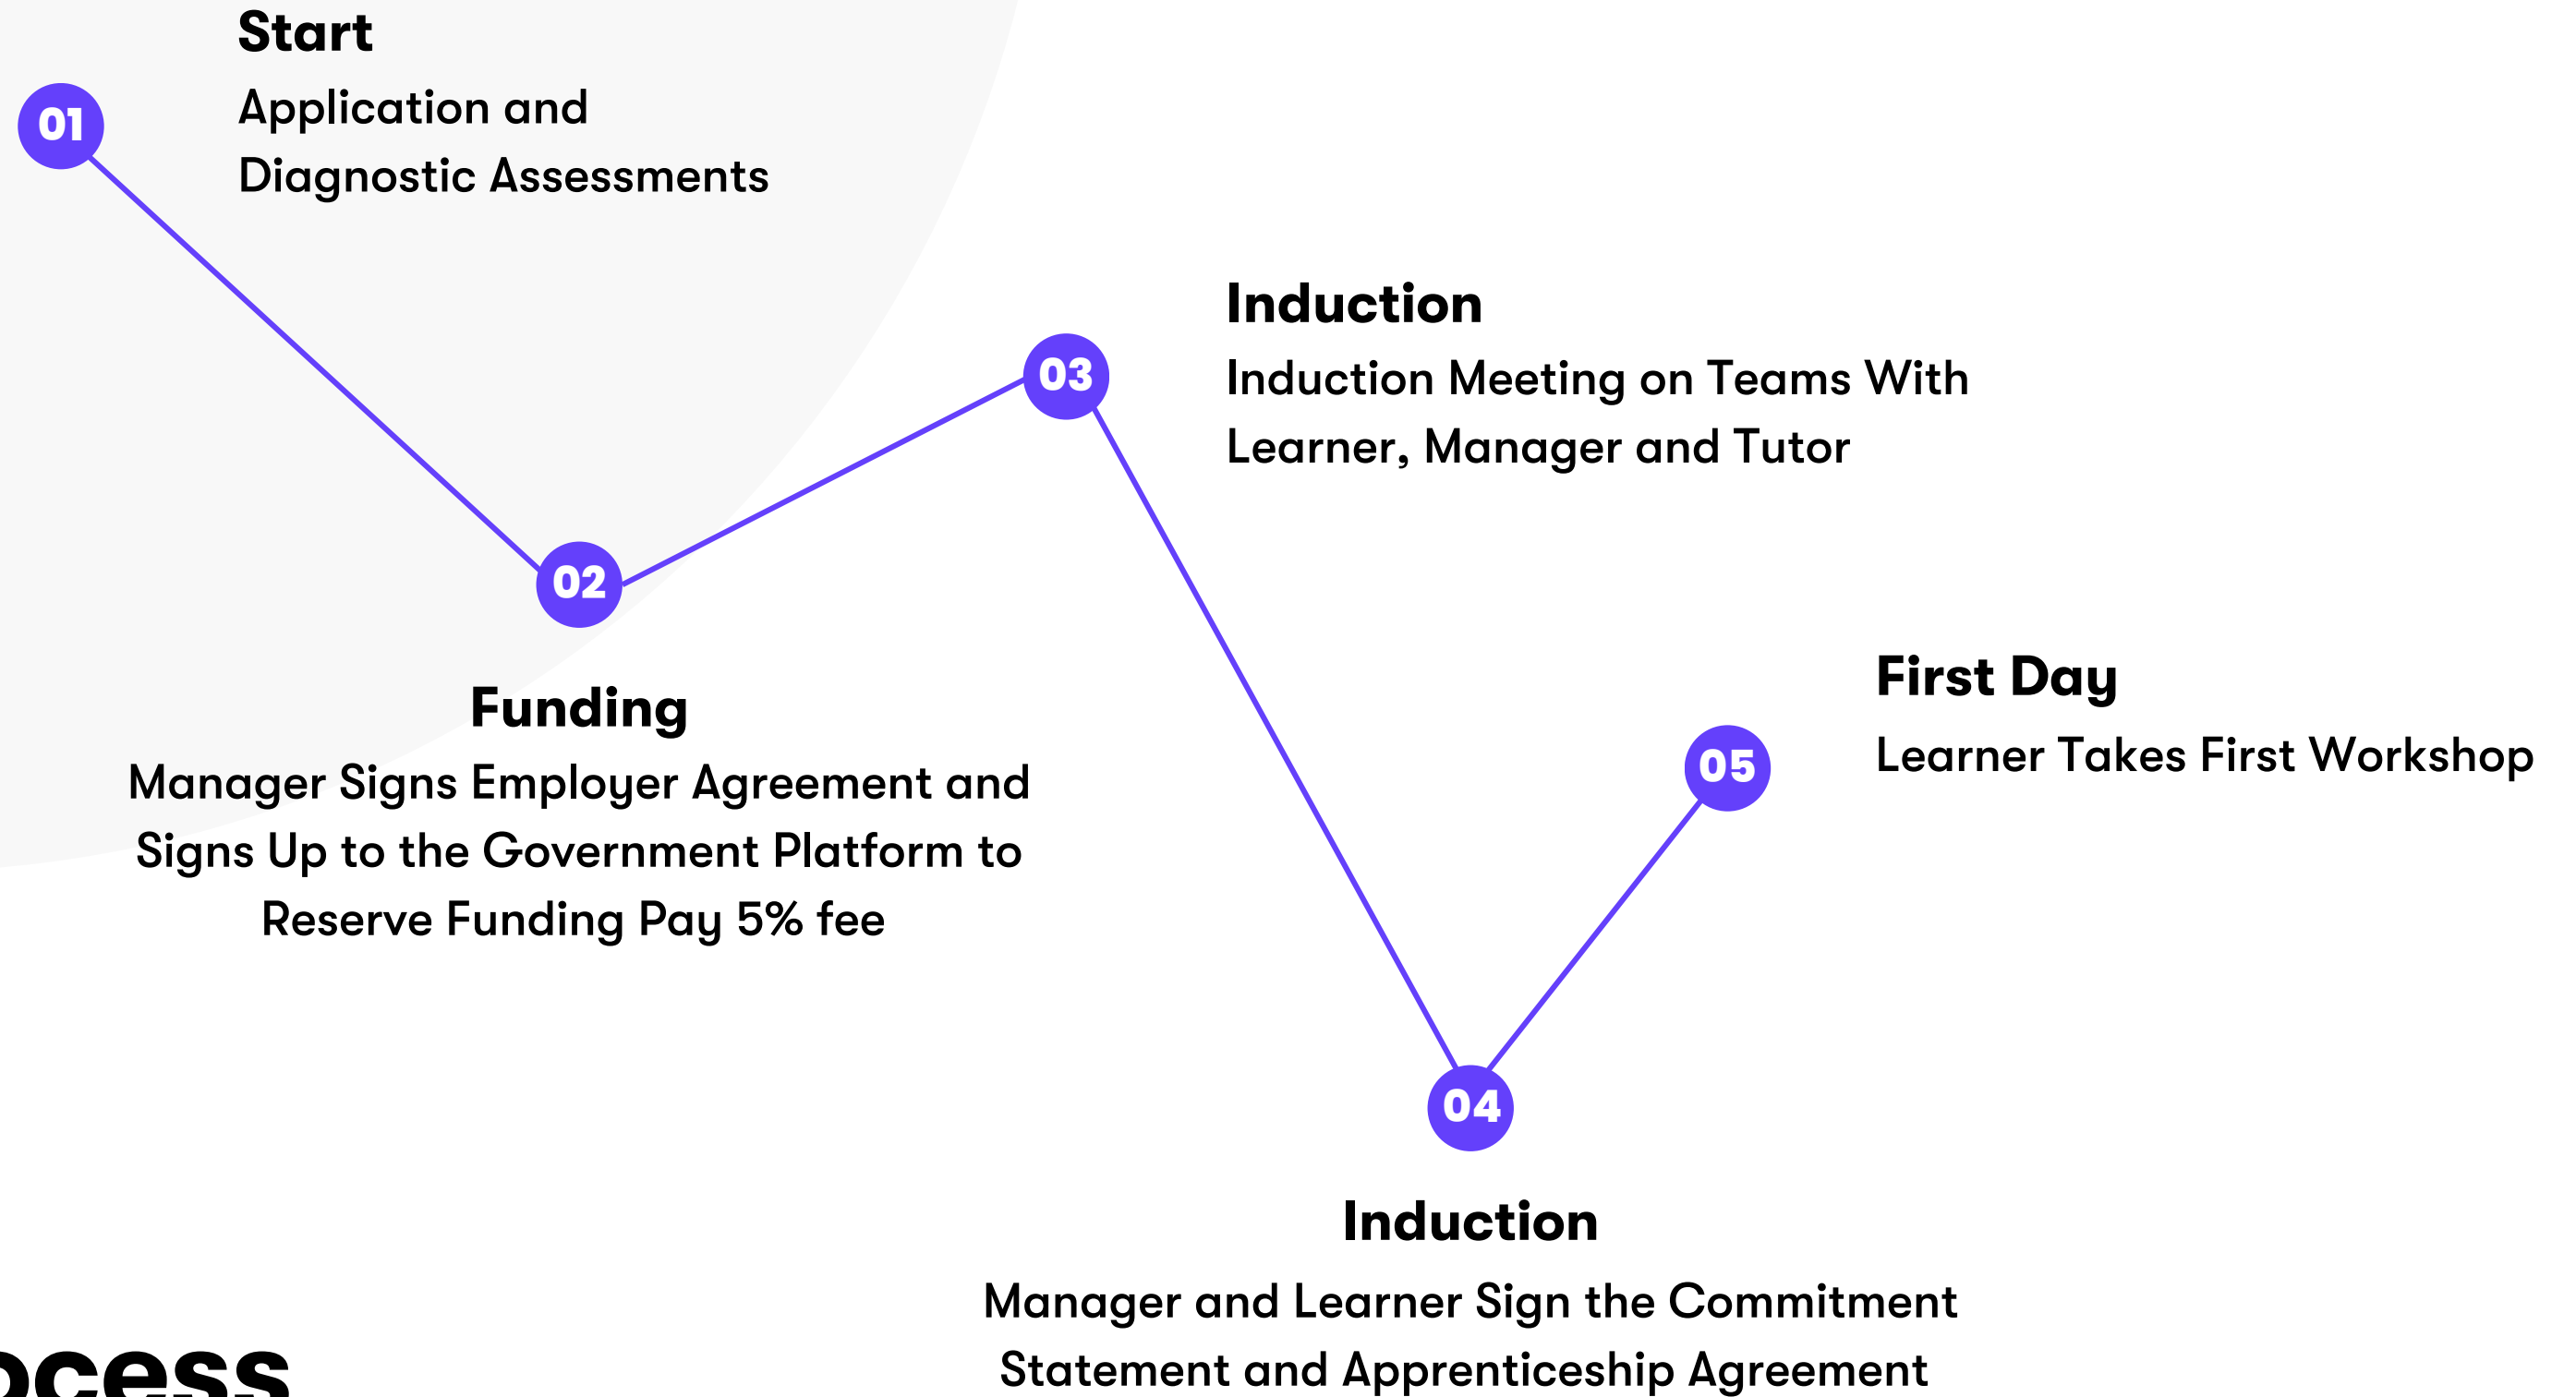 Start
Application and
Diagnostic Assessments
01
Induction
Induction Meeting on Teams With
Learner, Manager and Tutor
03
02
Funding
Manager Signs Employer Agreement and
Signs Up to the Government Platform to
Reserve Funding Pay 5% fee
First Day
Learner Takes First Workshop
05
04
Induction
Manager and Learner Sign the Commitment
Statement and Apprenticeship Agreement
ocess